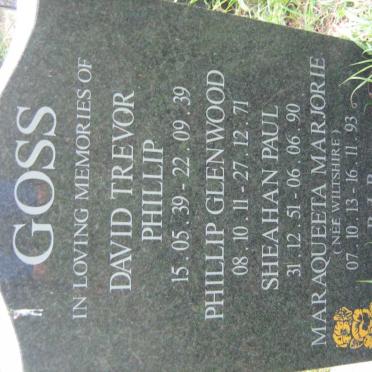 GOSS
IN LOVING MEMORIES OF
DAVID TREVOR
PHILLIP
15 . 05 . 39 - 22 . 09 . 39
PHILLIP GLENWOOD
08 . 10 . 11 - 27 . 12 . 71
SHEAHAN PAUL
31 . 12 . 51 - 06 . 06 . 90
MARAQUEETA MARJORIE
( NEÉ WILTSHIRE )
07 . 10 . 13 - 16 . 11 . 93
R . I . P .